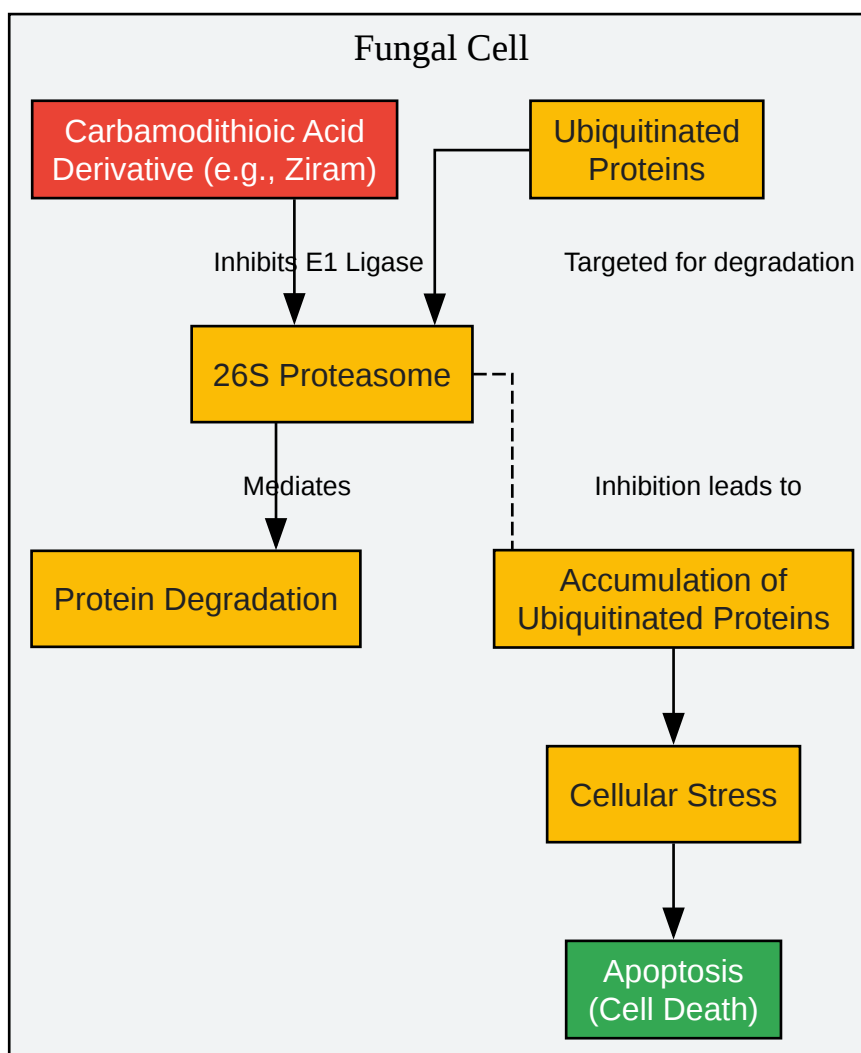 Fungal Cell
Carbamodithioic Acid
Derivative (e.g., Ziram)
Ubiquitinated
Proteins
Inhibits E1 Ligase
Targeted for degradation
26S Proteasome
Mediates
Inhibition leads to
Protein Degradation
Accumulation of
Ubiquitinated Proteins
Cellular Stress
Apoptosis
(Cell Death)